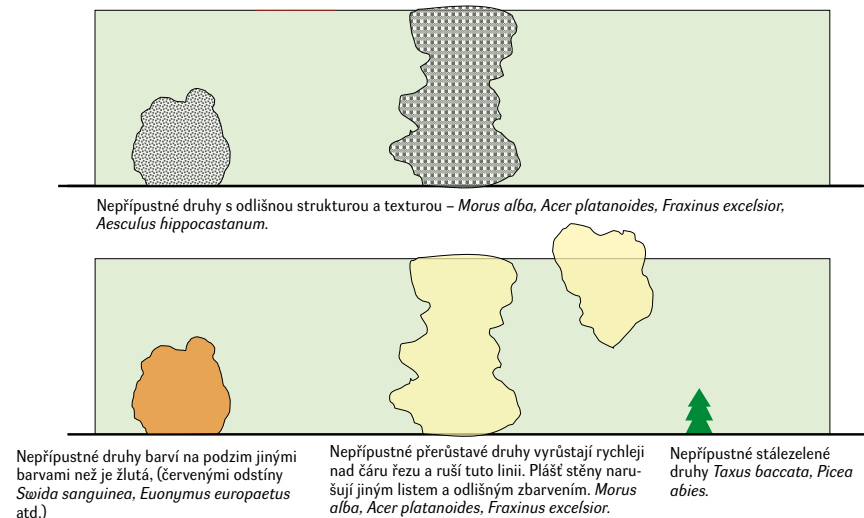 Nepřípustné druhy s odlišnou strukturou a texturou – Morus alba, Acer platanoides, Fraxinus excelsior,
Aesculus hippocastanum.
Nepřípustné druhy barví na podzim jinými
barvami než je žlutá, (červenými odstíny
Swida sanguinea, Euonymus europaetus
atd.)
Nepřípustné přerůstavé druhy vyrůstají rychleji
nad čáru řezu a ruší tuto linii. Plášť stěny naru-
šují jiným listem a odlišným zbarvením. Morus
alba, Acer platanoides, Fraxinus excelsior.
Nepřípustné stálezelené
druhy Taxus baccata, Picea
abies.